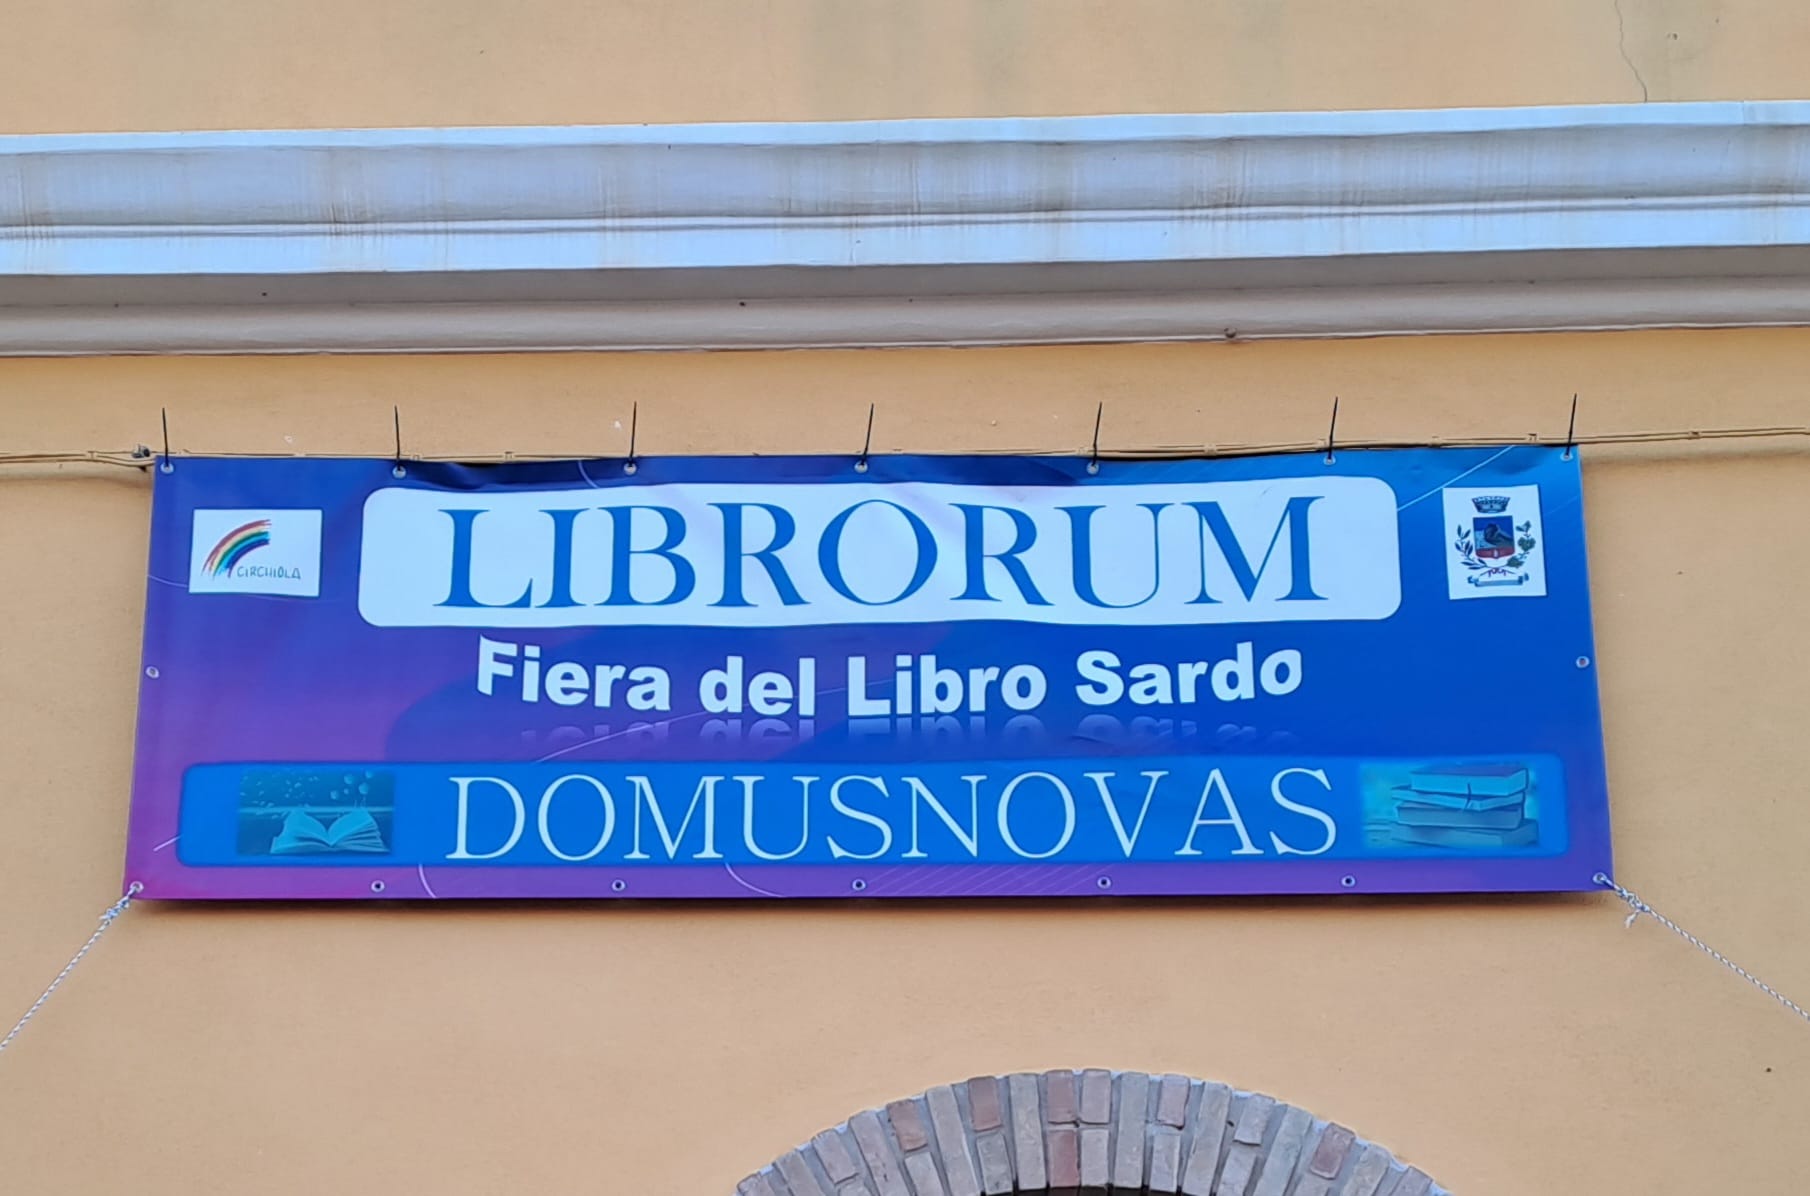 CIRCHIOLA
LIBRORUM
Fiera del Libro Sardo
DOMUSNOVAS